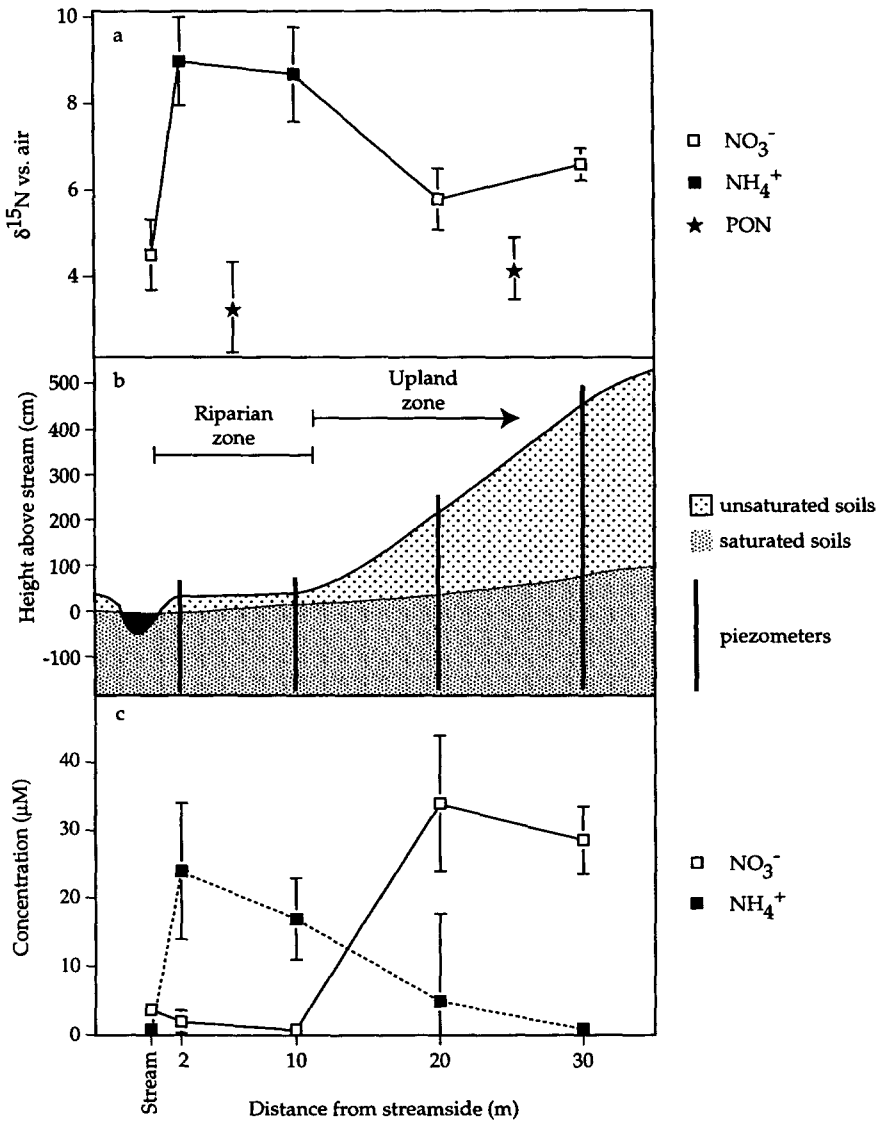 a
10
8
6
4
δ15N vs. air
NO3-
NH4+
PON
b
500
400
300
200
100
0
-100
Height above stream (cm)
Riparian
zone
Upland
zone
unsaturated soils
saturated soils
piezometers
c
40
30
20
10
0
Concentration (μM)
NO3-
NH4+
Stream
2
10
20
30
Distance from streamside (m)